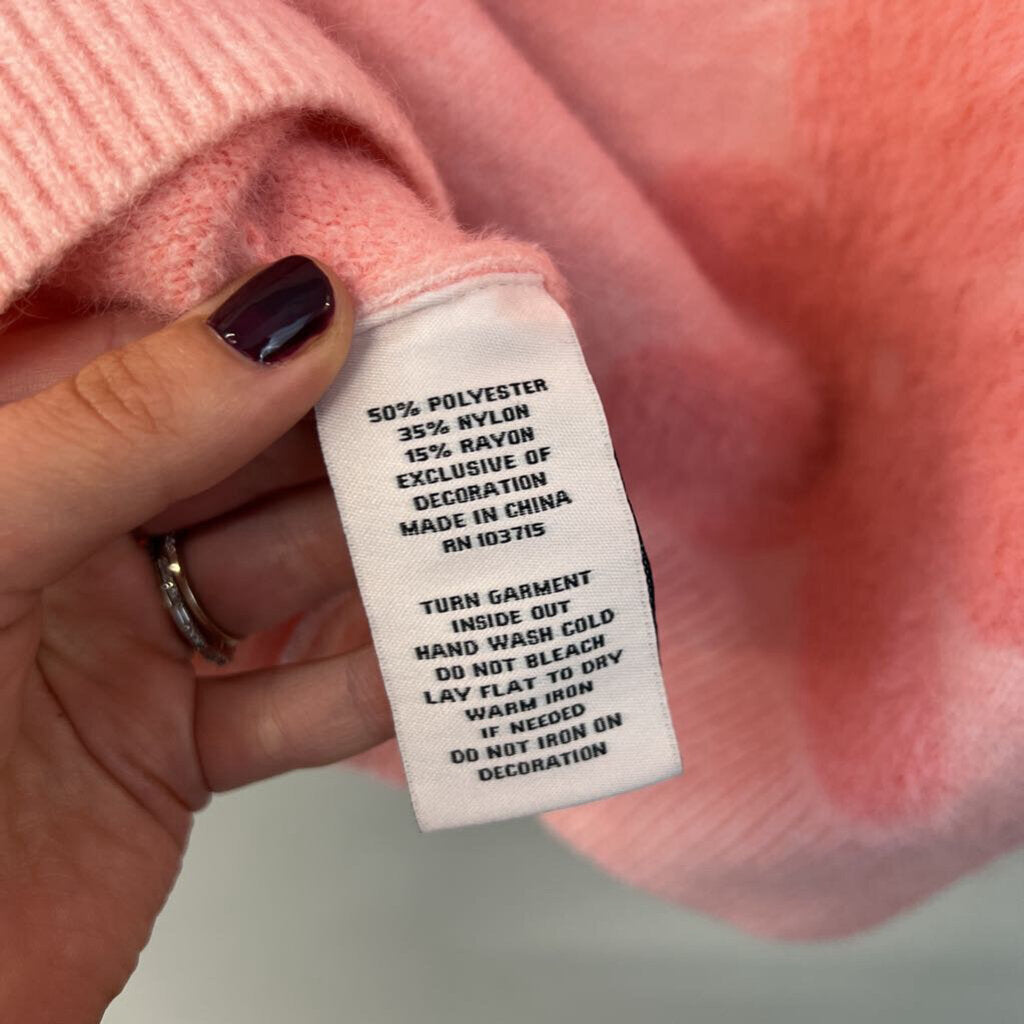 50% POLYESTER
35% NYLON
15% RAYON
EXCLUSIVE OF
DECORATION
MADE IN CHINA
RN 103715
TURN GARMENT
INSIDE OUT
HAND WASH COLD
DO NOT BLEACH
LAY FLAT TO DRY
WARM IRON
IF NEEDED
DO NOT IRON ON
DECORATION